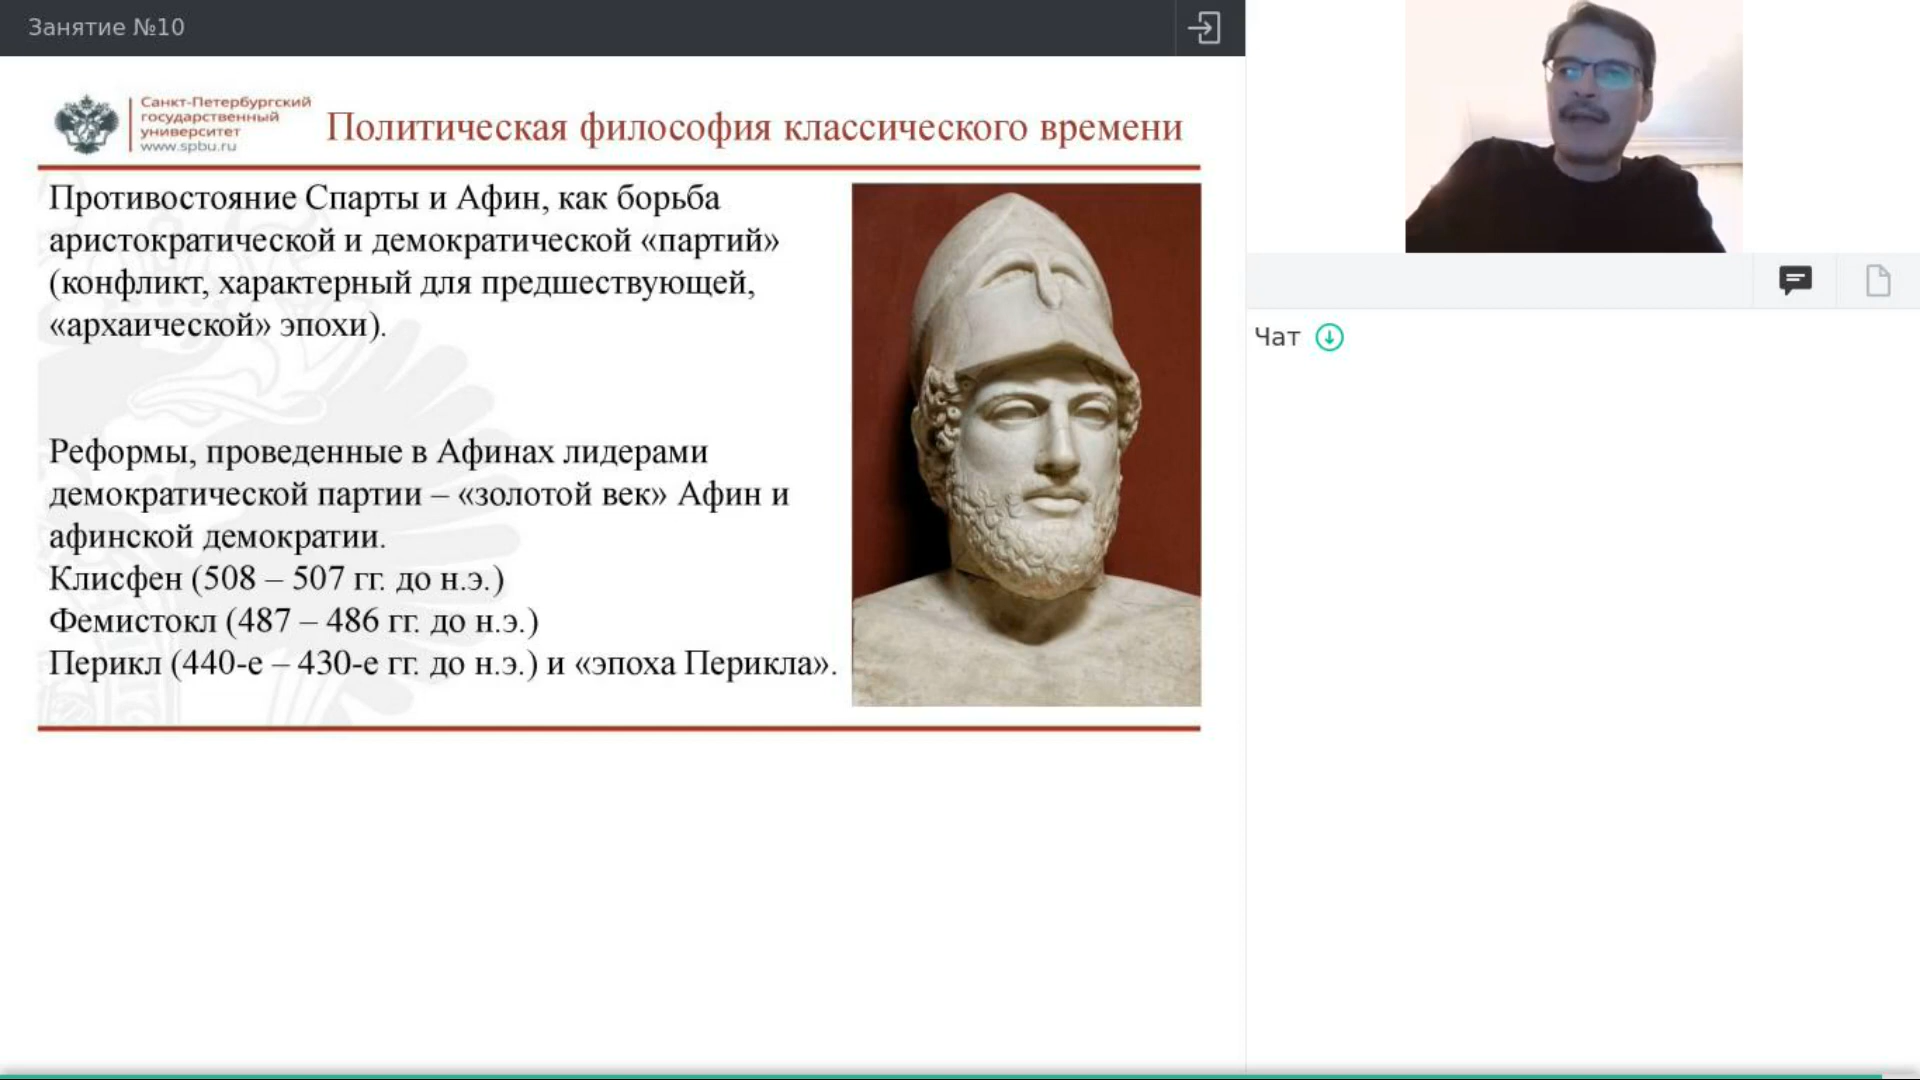 Занятие №10
Санкт-Петербургский
государственный
университет
www.spbu.ru
Политическая философия классического времени
Противостояние Спарты и Афин, как борьба
аристократической и демократической «партий»
(конфликт, характерный для предшествующей,
«архаической» эпохи).
Реформы, проведенные в Афинах лидерами
демократической партии – «золотой век» Афин и
афинской демократии.
Клисфен (508 – 507 гг. до н.э.)
Фемистокл (487 – 486 гг. до н.э.)
Перикл (440-е – 430-е гг. до н.э.) и «эпоха Перикла».
Чат